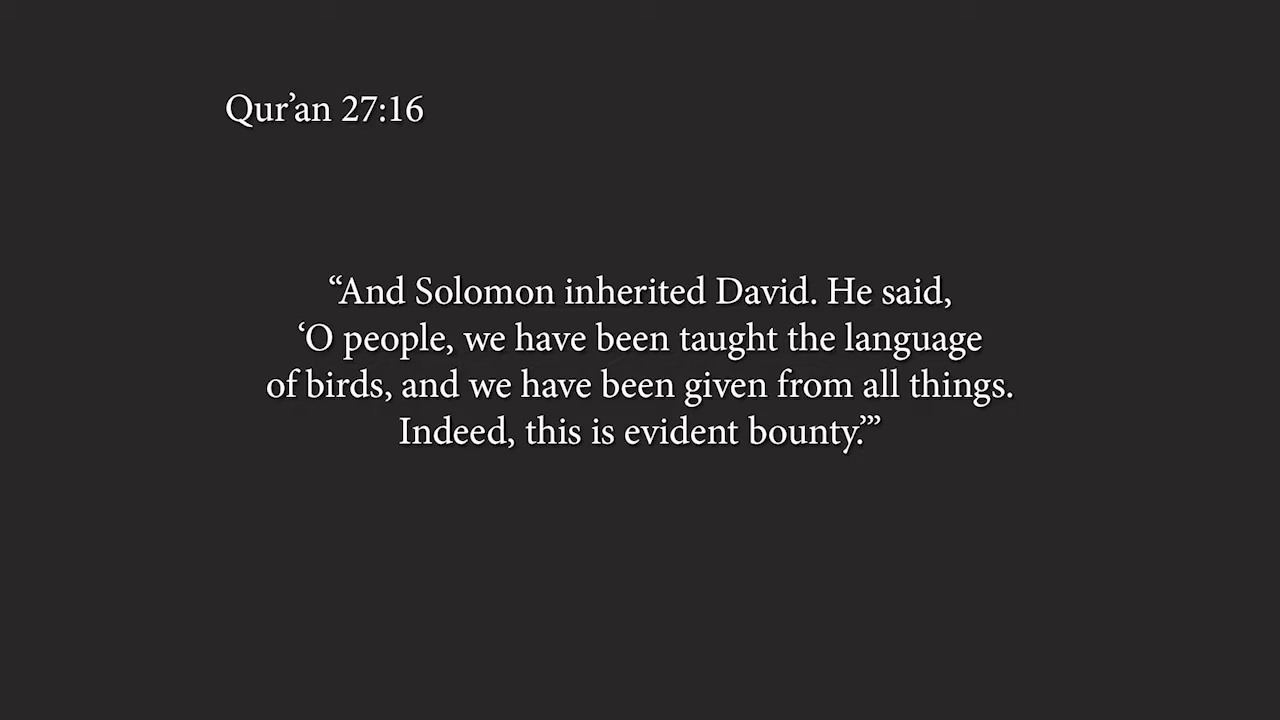 Qur’an 27:16
“And Solomon inherited David. He said,
‘O people, we have been taught the language
of birds, and we have been given from all things.
Indeed, this is evident bounty.’”